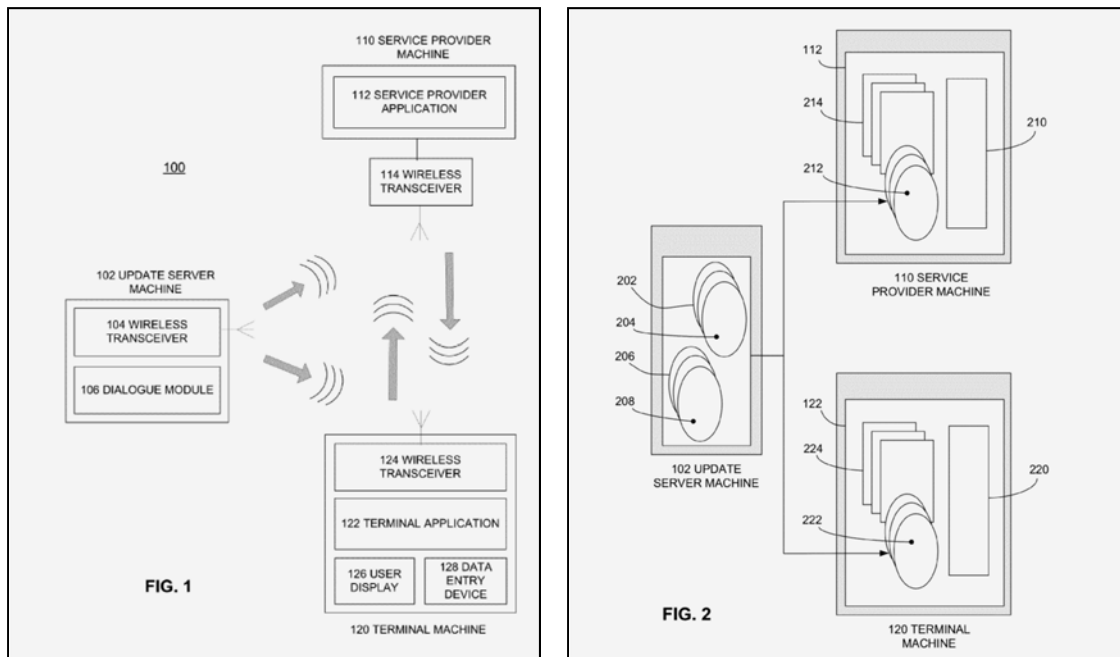 110 SERVICE PROVIDER
MACHINE
112 SERVICE PROVIDER
APPLICATION
100
114 WIRELESS
TRANSCEIVER
102 UPDATE SERVER
MACHINE
104 WIRELESS
TRANSCEIVER
106 DIALOGUE MODULE
124 WIRELESS
TRANSCEIVER
122 TERMINAL APPLICATION
126 USER
DISPLAY
128 DATA
ENTRY
DEVICE
FIG. 1
120 TERMINAL MACHINE
112
214
210
212
110 SERVICE
PROVIDER MACHINE
202
204
206
208
102 UPDATE
SERVER MACHINE
122
224
220
222
FIG. 2
120 TERMINAL
MACHINE